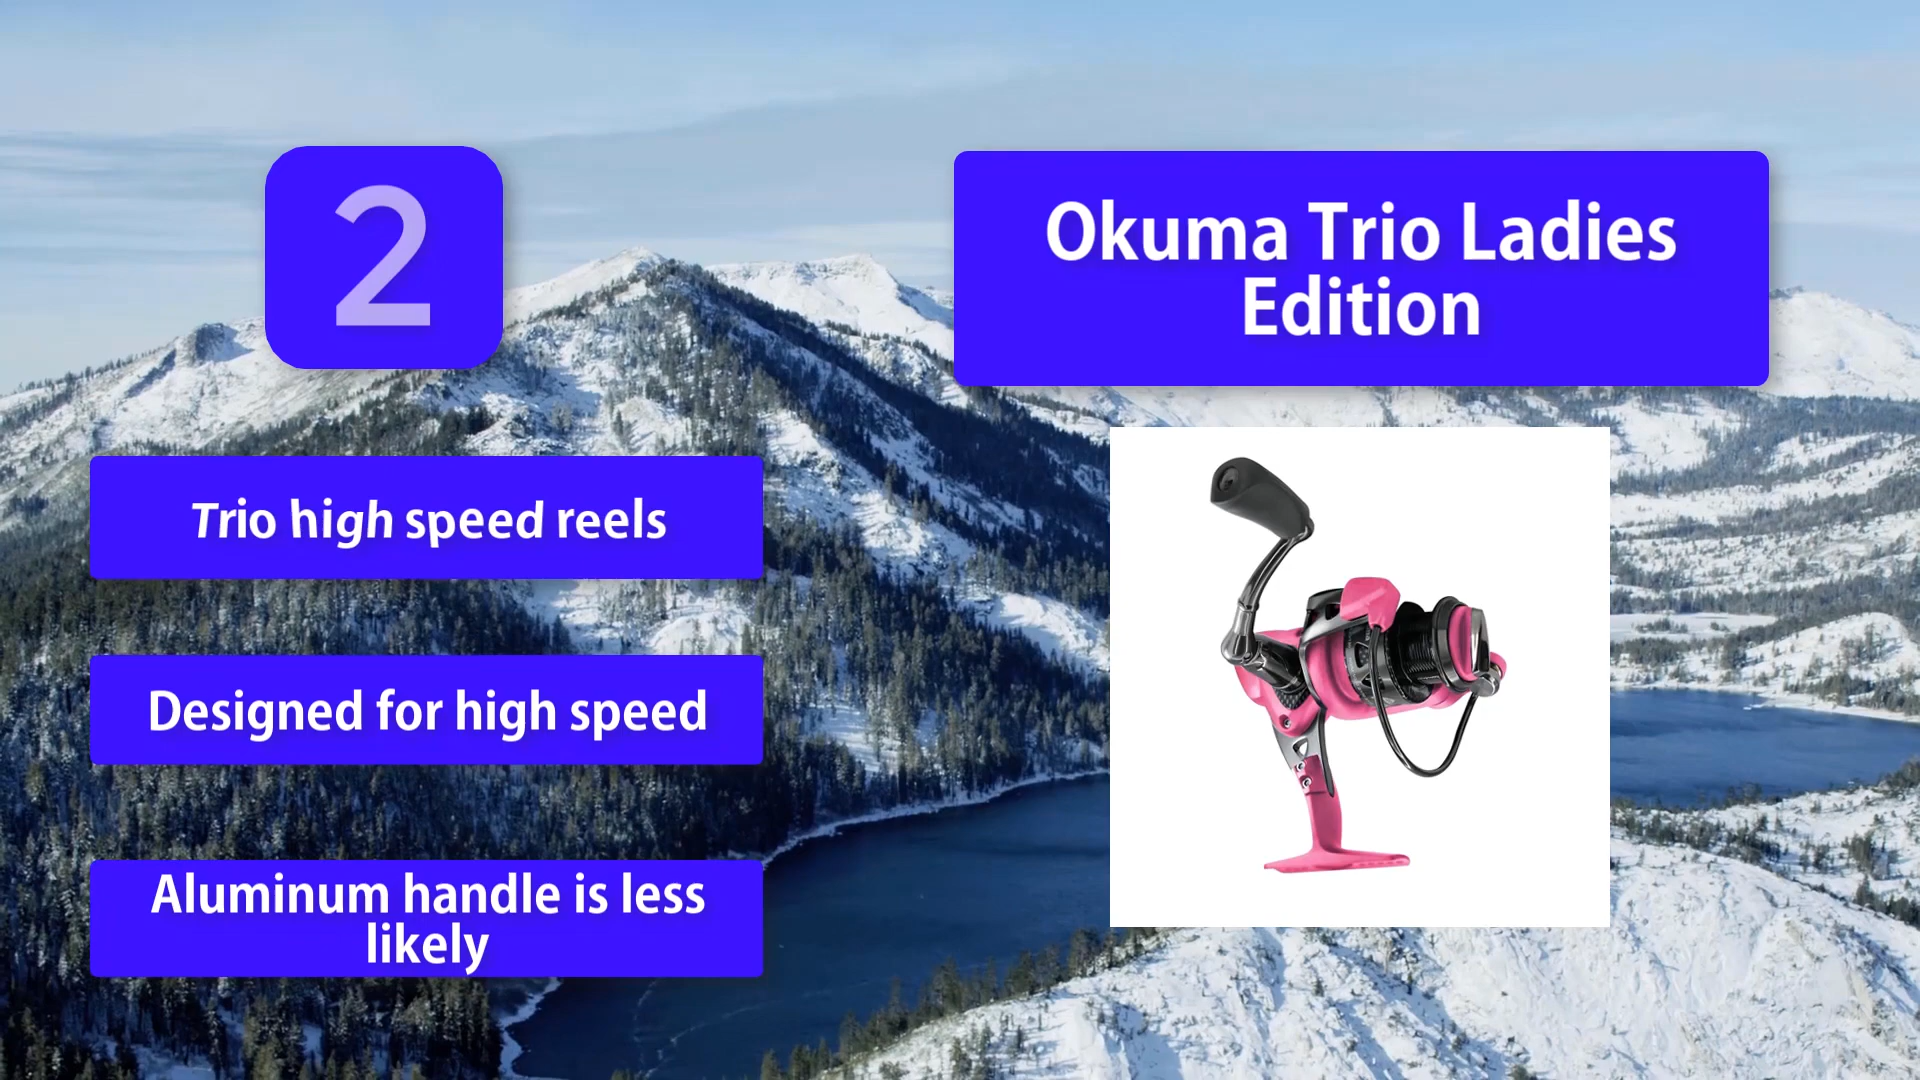 2
Okuma Trio Ladies
Edition
Trio high speed reels
Designed for high speed
Aluminum handle is less
likely